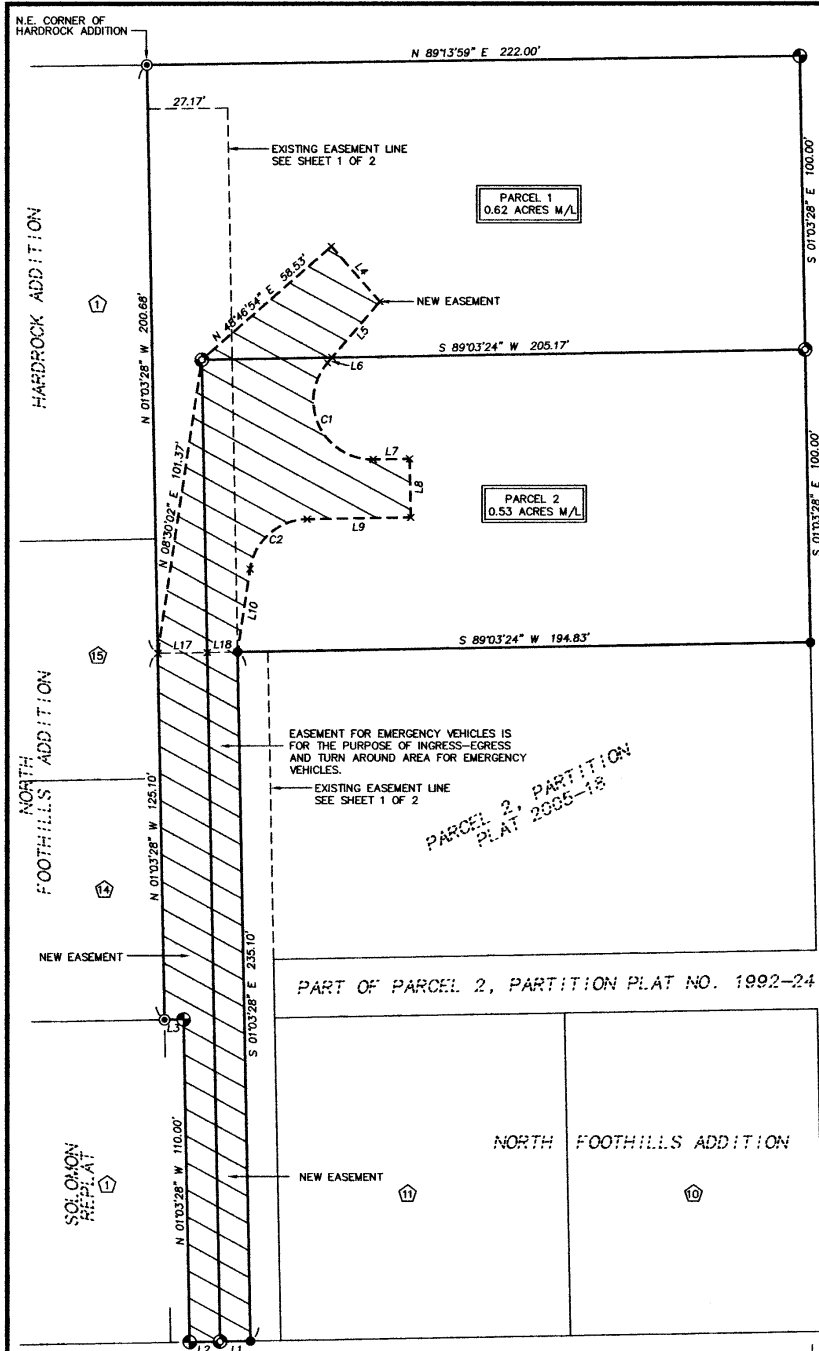 N.E. CORNER OF
HARDROCK ADDITION
N 89°13'59" E 222.00'
27.17'
EXISTING EASEMENT LINE
SEE SHEET 1 OF 2
PARCEL 1
0.62 ACRES M/L
S 01°03'28" E 100.00'
HARDROCK ADDITION
1
N 01°03'28" W 200.68'
N 48°46'54" E 58.53'
L4
NEW EASEMENT
L5
S 89°03'24" W 205.17'
L6
C1
L7
L8
PARCEL 2
0.53 ACRES M/L
S 01°03'28" E 100.00'
N 08°30'02" E 101.37'
L9
C2
L10
L17
L18
S 89°03'24" W 194.83'
15
NORTH
FOOTHILLS ADDITION
EASEMENT FOR EMERGENCY VEHICLES IS
FOR THE PURPOSE OF INGRESS-EGRESS
AND TURN AROUND AREA FOR EMERGENCY
VEHICLES.
EXISTING EASEMENT LINE
SEE SHEET 1 OF 2
PARCEL 2, PARTITION
PLAT 2005-18
N 01°03'28" W 125.10'
14
S 01°03'28" E 235.10'
NEW EASEMENT
PART OF PARCEL 2, PARTITION PLAT NO. 1992-24
L3
NORTH FOOTHILLS ADDITION
SOLOMON
REPLAT
1
N 01°03'28" W 110.00'
NEW EASEMENT
11
10
L2
L1